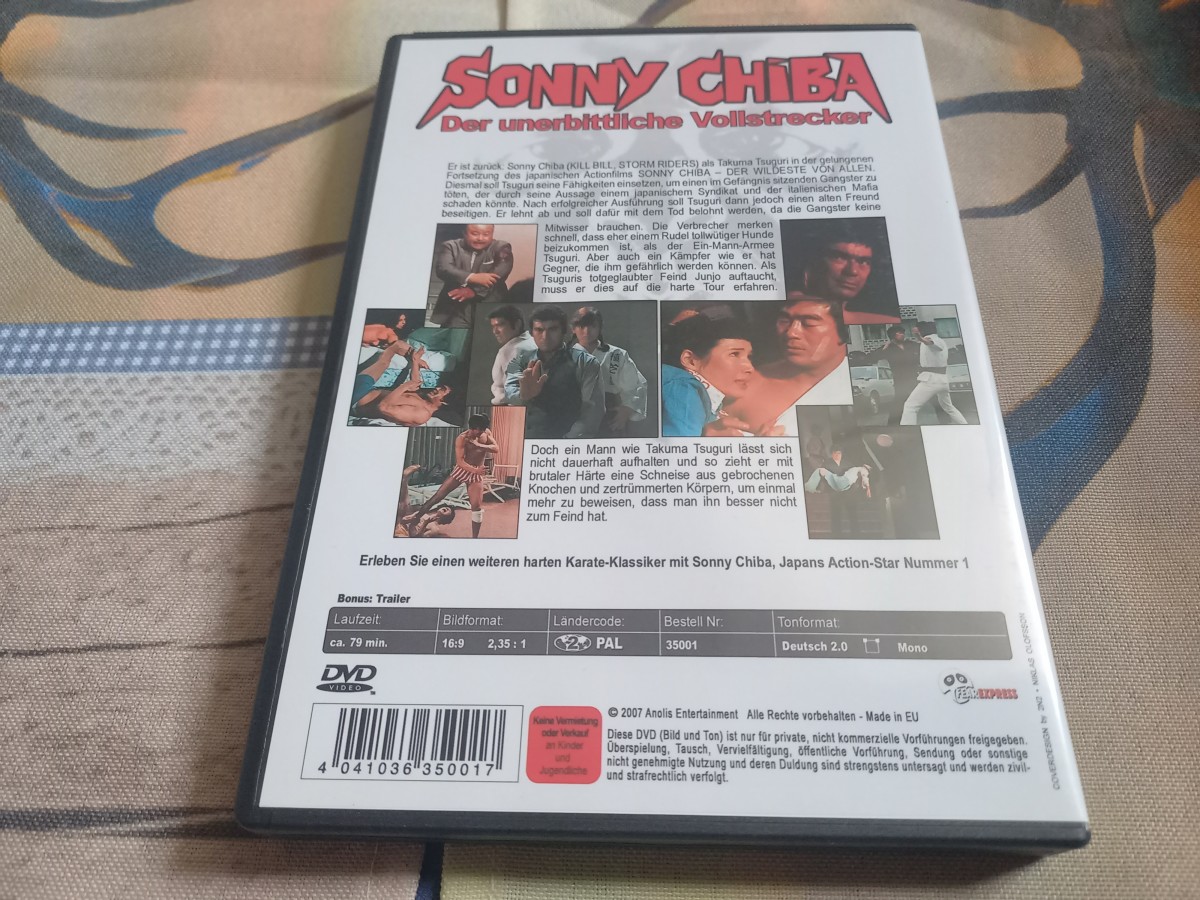 SONNY CHIBA
Der unerbittliche Vollstrecker
Er ist zurück. Sonny Chiba (KILL BILL, STORM RIDERS) als Takuma Tsuguri in der gelungenen
Fortsetzung des japanischen Actionfilms SONNY CHIBA – DER WILDESTE VON ALLEN.
Diesmal soll Tsuguri seine Fähigkeiten einsetzen, um einen im Gefängnis sitzenden Gangster zu
töten, der durch seine Aussage einem japanischem Syndikat und der italienischen Mafia
schaden könnte. Nach erfolgreicher Ausführung soll Tsuguri dann jedoch einen alten Freund
beseitigen. Er lehnt ab und soll dafür mit dem Tod belohnt werden, da die Gangster keine
Mitwisser brauchen. Die Verbrecher merken
schnell, dass eher einem Rudel tollwütiger Hunde
beizukommen ist, als der Ein-Mann-Armee
Tsuguri. Aber auch ein Kämpfer wie er hat
Gegner, die ihm gefährlich werden können. Als
Tsuguris totgeglaubter Feind Junjo auftaucht,
muss er dies auf die harte Tour erfahren.
Doch ein Mann wie Takuma Tsuguri lässt sich
nicht dauerhaft aufhalten und so zieht er mit
brutaler Härte eine Schneise aus gebrochenen
Knochen und zertrümmerten Körpern, um einmal
mehr zu beweisen, dass man ihn besser nicht
zum Feind hat.
Erleben Sie einen weiteren harten Karate-Klassiker mit Sonny Chiba, Japans Action-Star Nummer 1
Bonus: Trailer
Laufzeit: Bildformat: Ländercode: Bestell Nr: Tonformat:
ca. 79 min. 16:9 2,35 : 1 2 PAL 35001 Deutsch 2.0 Mono
DVD
VIDEO
FEAREXPRESS
COVERDESIGN by 2N2 • NIKLAS OLOFSSON
4 041036 350017
Keine Vermietung
oder Verkauf
an Kinder
und
Jugendliche
© 2007 Anolis Entertainment Alle Rechte vorbehalten - Made in EU
Diese DVD (Bild und Ton) ist nur für private, nicht kommerzielle Vorführungen freigegeben.
Überspielung, Tausch, Vervielfältigung, öffentliche Vorführung, Sendung oder sonstige
nicht genehmigte Nutzung und deren Duldung sind strengstens untersagt und werden zivil-
und strafrechtlich verfolgt.